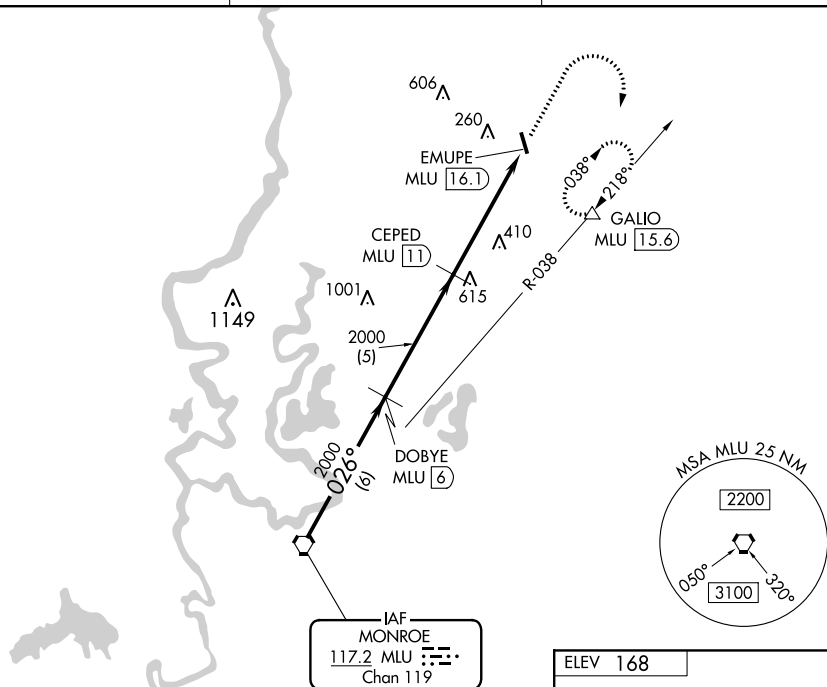 606
260
EMUPE
MLU 16.1
038°
218°
GALIO
MLU 15.6
CEPED
MLU 11
410
R-038
1001
615
1149
2000
(5)
2000
026°
(6)
DOBYE
MLU 6
MSA MLU 25 NM
2200
050°
320°
3100
IAF
MONROE
117.2 MLU
Chan 119
ELEV 168